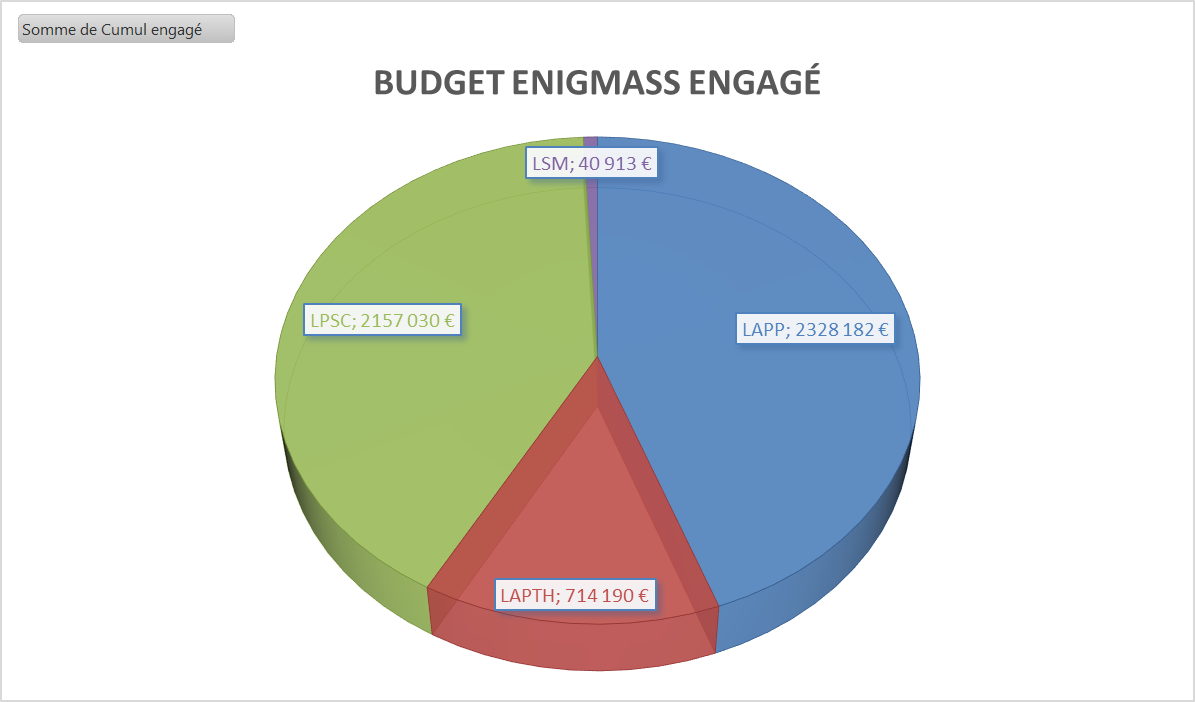 Somme de Cumul engagé
BUDGET ENIGMASS ENGAGÉ
LSM; 40 913 €
LPSC; 2157 030 €
LAPP; 2328 182 €
LAPTH; 714 190 €